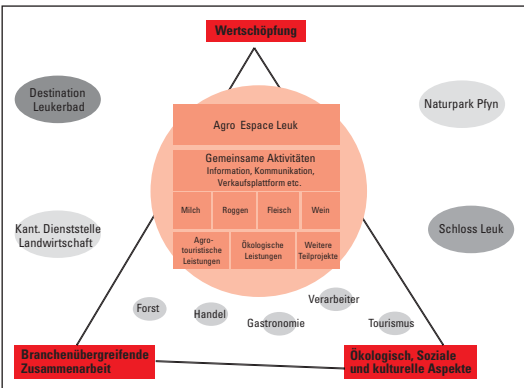 Wertschöpfung
Destination
Leukerbad
Naturpark Pfyn
Agro Espace Leuk
Gemeinsame Aktivitäten
Information, Kommunikation,
Verkaufsplattform etc.
Milch
Roggen
Fleisch
Wein
Kant. Dienststelle
Landwirtschaft
Schloss Leuk
Agro-
touristische
Leistungen
Ökologische
Leistungen
Weitere
Teilprojekte
Forst
Handel
Gastronomie
Verarbeiter
Tourismus
Branchenübergreifende
Zusammenarbeit
Ökologisch, Soziale
und kulturelle Aspekte